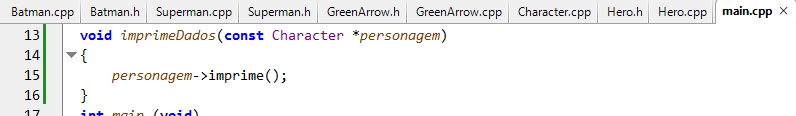 Batman.cpp Batman.h Superman.cpp Superman.h GreenArrow.h GreenArrow.cpp Character.cpp Hero.h Hero.cpp main.cpp ×
13 void imprimeDados(const Character *personagem)
14 {
15 personagem->imprime();
16 }
17 int main (void)